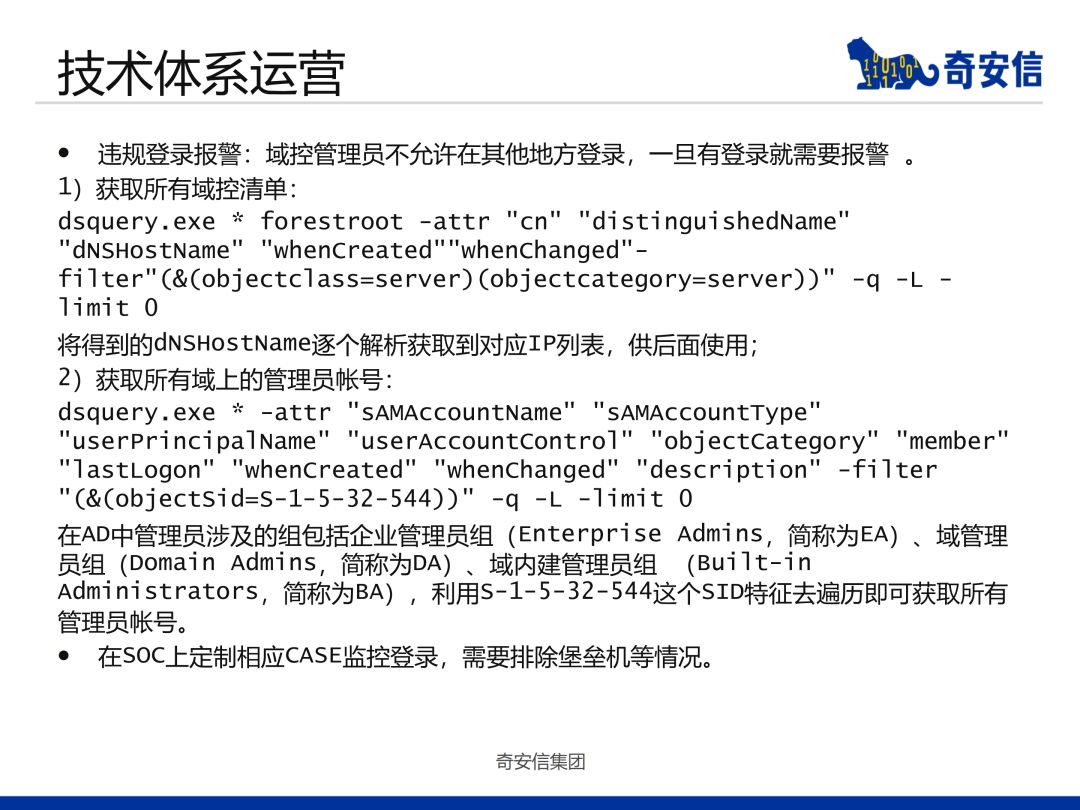 技术体系运营
奇安信
• 违规登录报警：域控管理员不允许在其他地方登录，一旦有登录就需要报警 。
1）获取所有域控清单：
dsquery.exe * forestroot -attr "cn" "distinguishedName"
"dNSHostName" "whenCreated""whenChanged"-
filter"(&(objectclass=server)(objectcategory=server))" -q -L -
limit 0
将得到的dNSHostName逐个解析获取到对应IP列表，供后面使用；
2）获取所有域上的管理员帐号：
dsquery.exe * -attr "sAMAccountName" "sAMAccountType"
"userPrincipalName" "userAccountControl" "objectCategory" "member"
"lastLogon" "whenCreated" "whenChanged" "description" -filter
"(&(objectSid=S-1-5-32-544))" -q -L -limit 0
在AD中管理员涉及的组包括企业管理员组（Enterprise Admins，简称为EA）、域管理
员组（Domain Admins，简称为DA）、域内建管理员组 （Built-in
Administrators，简称为BA），利用S-1-5-32-544这个SID特征去遍历即可获取所有
管理员帐号。
• 在SOC上定制相应CASE监控登录，需要排除堡垒机等情况。
奇安信集团